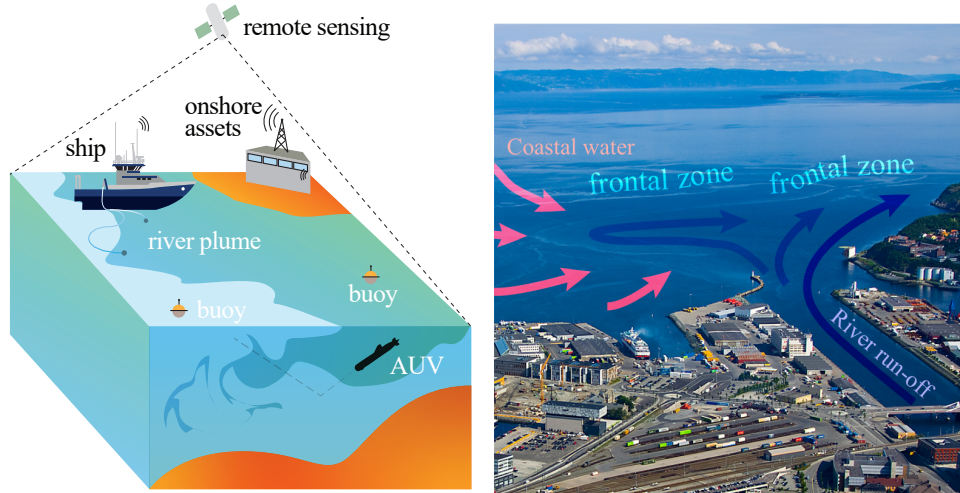 remote sensing
onshore
assets
ship
river plume
buoy
buoy
AUV
Coastal water
frontal zone
frontal zone
River run-off